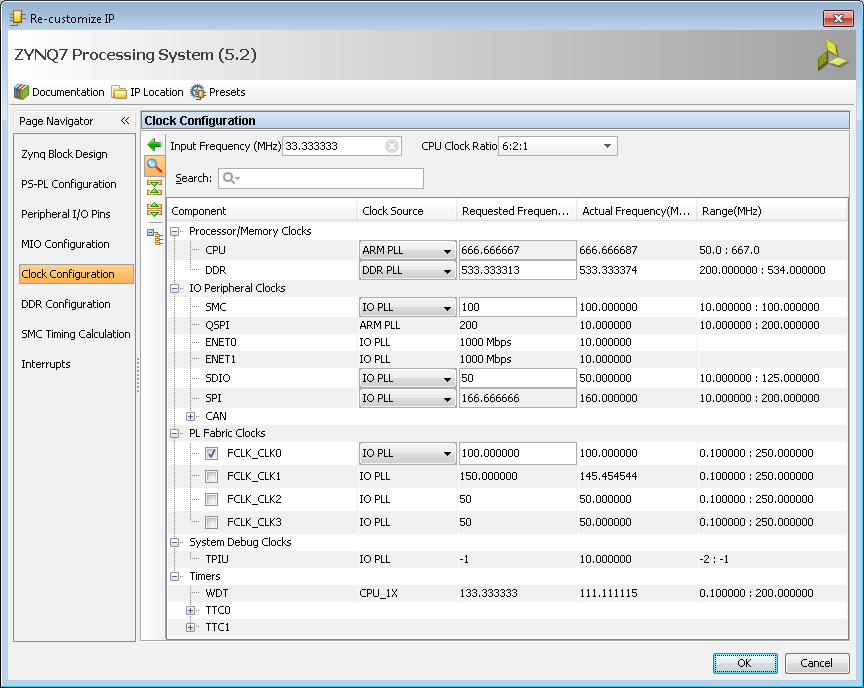 Re-customize IP
ZYNQ7 Processing System (5.2)
Documentation IP Location Presets
Page Navigator «
Zynq Block Design
PS-PL Configuration
Peripheral I/O Pins
MIO Configuration
Clock Configuration
DDR Configuration
SMC Timing Calculation
Interrupts
Clock Configuration
Input Frequency (MHz) 33.333333 CPU Clock Ratio 6:2:1
Search:
Component Clock Source Requested Frequen... Actual Frequency(M... Range(MHz)
Processor/Memory Clocks
CPU ARM PLL 666.666667 666.666687 50.0 : 667.0
DDR DDR PLL 533.333313 533.333374 200.000000 : 534.000000
IO Peripheral Clocks
SMC IO PLL 100 100.000000 10.000000 : 100.000000
QSPI ARM PLL 200 10.000000 10.000000 : 200.000000
ENET0 IO PLL 1000 Mbps 10.000000
ENET1 IO PLL 1000 Mbps 10.000000
SDIO IO PLL 50 50.000000 10.000000 : 125.000000
SPI IO PLL 166.666666 160.000000 10.000000 : 200.000000
CAN
PL Fabric Clocks
FCLK_CLK0 IO PLL 100.000000 100.000000 0.100000 : 250.000000
FCLK_CLK1 IO PLL 150.000000 145.454544 0.100000 : 250.000000
FCLK_CLK2 IO PLL 50 50.000000 0.100000 : 250.000000
FCLK_CLK3 IO PLL 50 50.000000 0.100000 : 250.000000
System Debug Clocks
TPIU IO PLL -1 10.000000 -2 : -1
Timers
WDT CPU_1X 133.333333 111.111115 0.100000 : 200.000000
TTC0
TTC1
OK Cancel